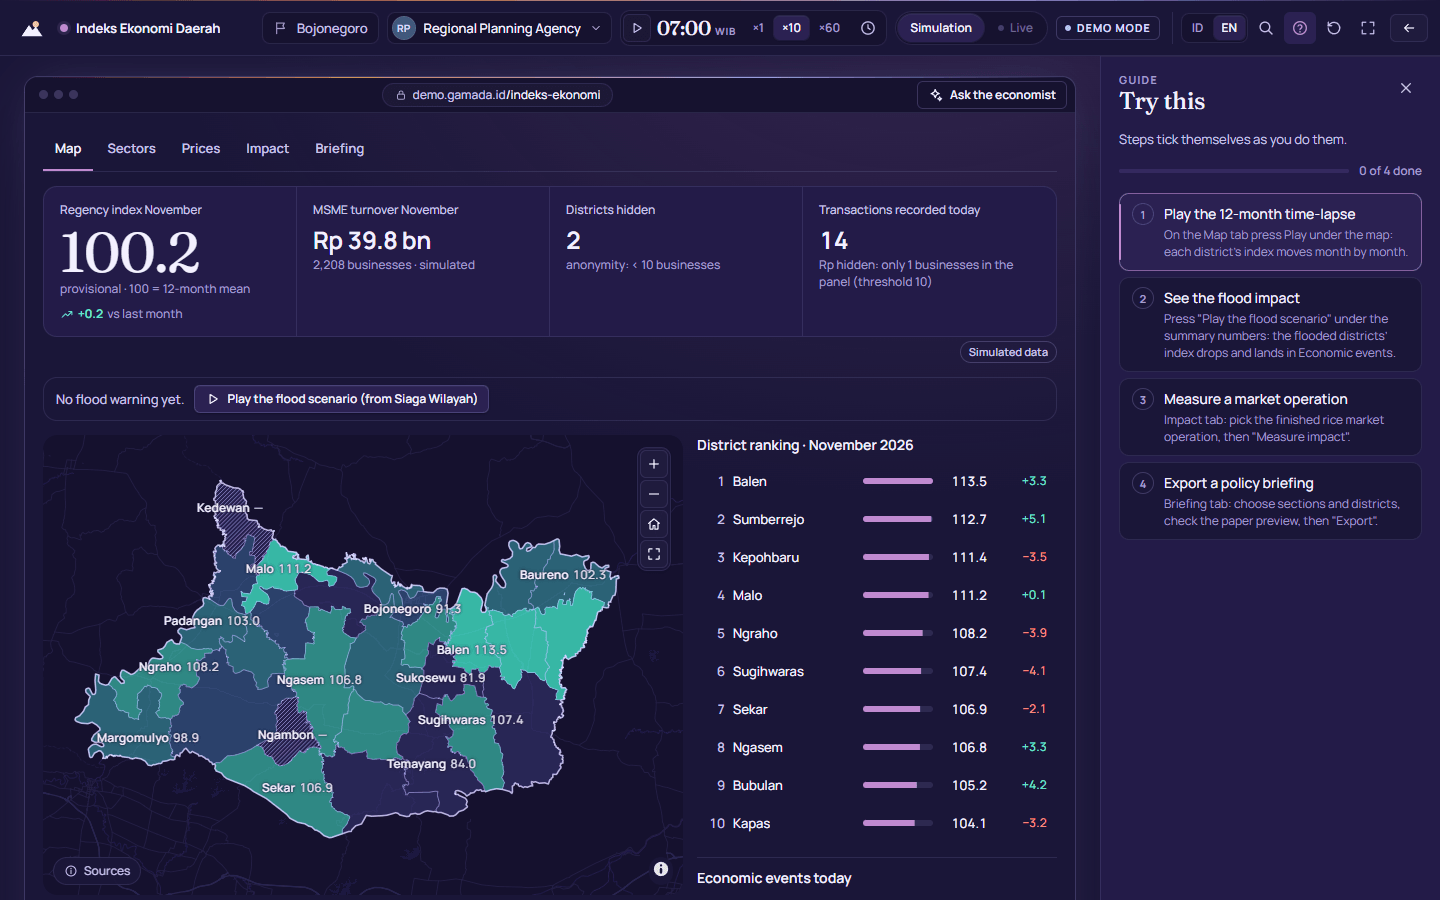 Indeks Ekonomi Daerah
Bojonegoro
RP Regional Planning Agency
07:00 WIB
×1 ×10 ×60
Simulation
Live
DEMO MODE
ID EN
demo.gamada.id/indeks-ekonomi
Ask the economist
Map Sectors Prices Impact Briefing
Regency index November
100.2
provisional · 100 = 12-month mean
+0.2 vs last month
MSME turnover November
Rp 39.8 bn
2,208 businesses · simulated
Districts hidden
2
anonymity: < 10 businesses
Transactions recorded today
14
Rp hidden: only 1 businesses in the
panel (threshold 10)
Simulated data
No flood warning yet.
Play the flood scenario (from Siaga Wilayah)
Kedewan —
Malo 111.2
Baureno 102.3
Bojonegoro 91.3
Padangan 103.0
Balen 113.5
Ngraho 108.2
Ngasem 106.8
Sukosewu 81.9
Sugihwaras 107.4
Ngambon —
Margomulyo 98.9
Temayang 84.0
Sekar 106.9
Sources
District ranking · November 2026
1 Balen 113.5 +3.3
2 Sumberrejo 112.7 +5.1
3 Kepohbaru 111.4 −3.5
4 Malo 111.2 +0.1
5 Ngraho 108.2 −3.9
6 Sugihwaras 107.4 −4.1
7 Sekar 106.9 −2.1
8 Ngasem 106.8 +3.3
9 Bubulan 105.2 +4.2
10 Kapas 104.1 −3.2
Economic events today
GUIDE
Try this
Steps tick themselves as you do them.
0 of 4 done
1 Play the 12-month time-lapse
On the Map tab press Play under the map:
each district's index moves month by month.
2 See the flood impact
Press "Play the flood scenario" under the
summary numbers: the flooded districts'
index drops and lands in Economic events.
3 Measure a market operation
Impact tab: pick the finished rice market
operation, then "Measure impact".
4 Export a policy briefing
Briefing tab: choose sections and districts,
check the paper preview, then "Export".